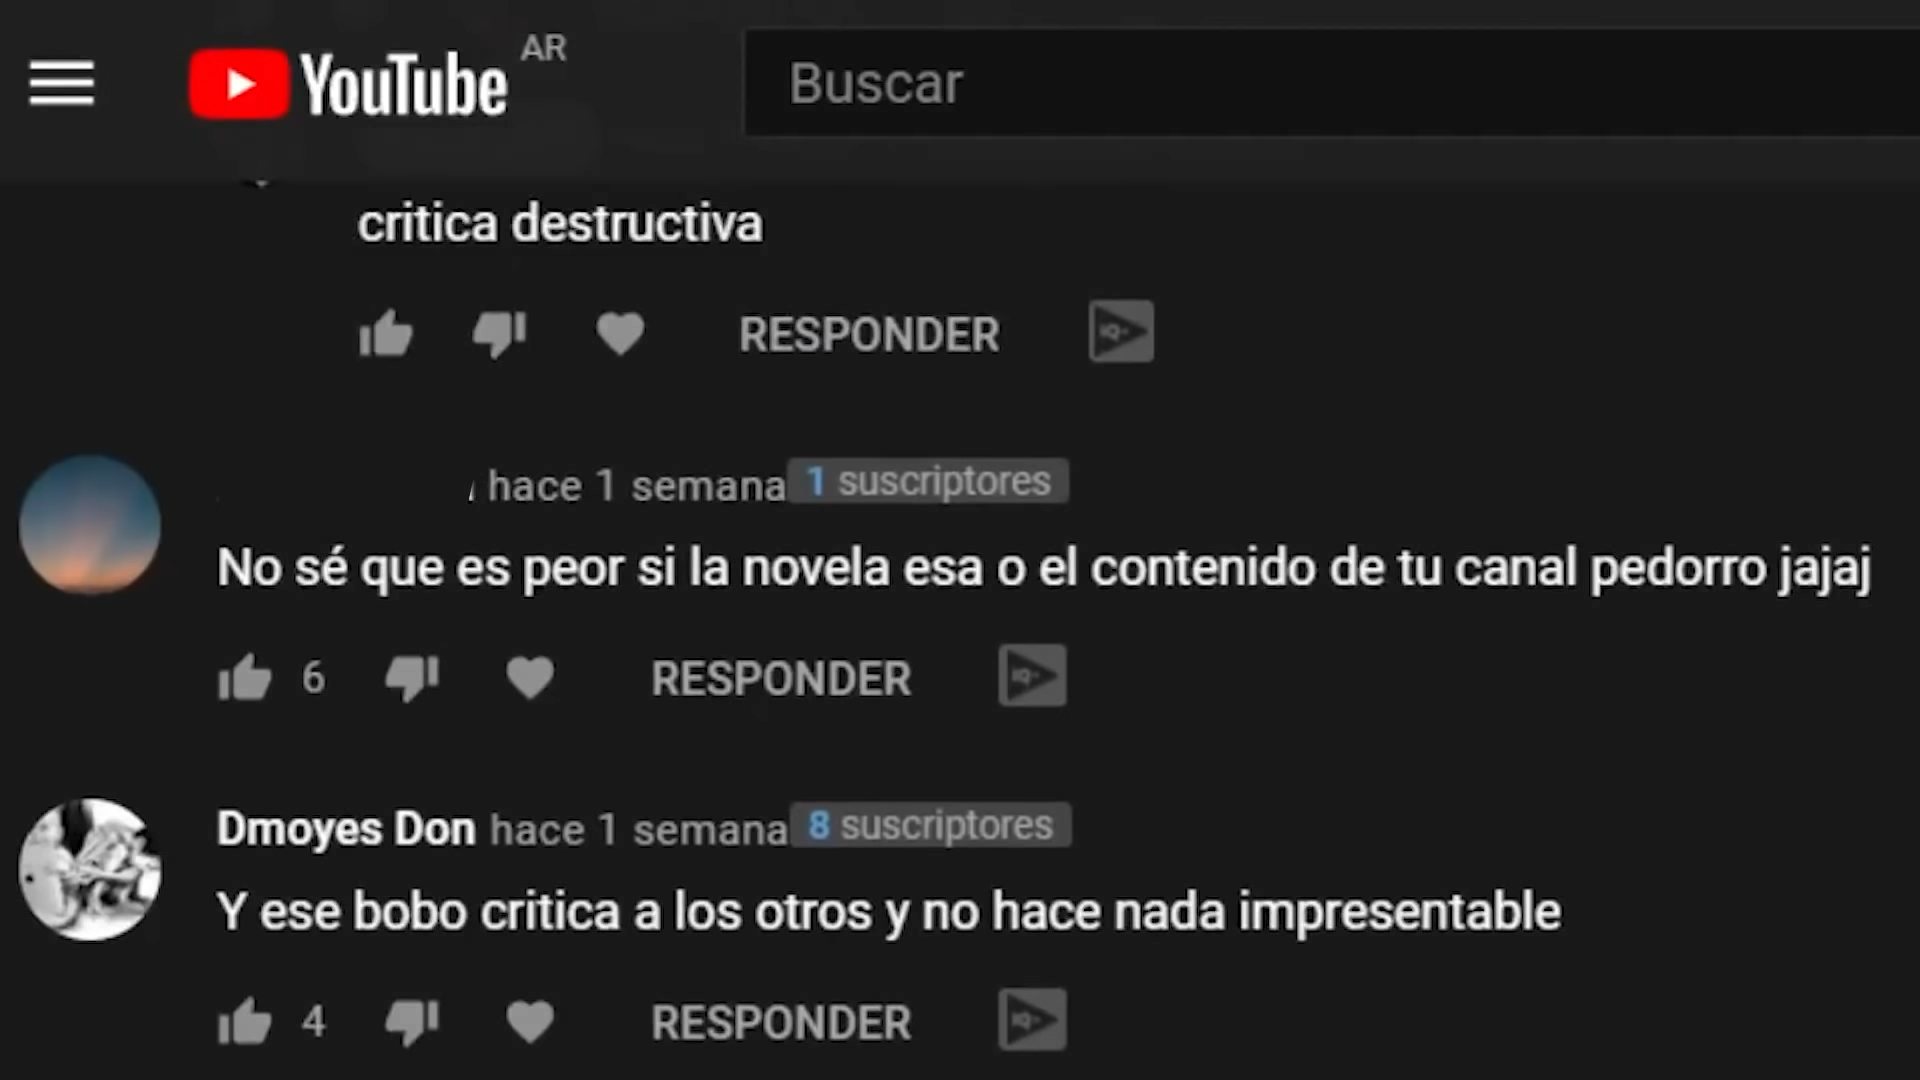 YouTube AR
Buscar
critica destructiva
RESPONDER
hace 1 semana 1 suscriptores
No sé que es peor si la novela esa o el contenido de tu canal pedorro jajaj
6 RESPONDER
Dmoyes Don hace 1 semana 8 suscriptores
Y ese bobo critica a los otros y no hace nada impresentable
4 RESPONDER